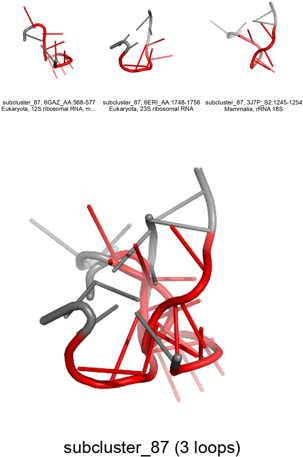 subcluster_87, 6GAZ_AA:568-577
Eukaryota, 12S ribosomal RNA, m...
subcluster_87, 6ERI_AA:1748-1756
Eukaryota, 23S ribosomal RNA
subcluster_87, 3J7P_S2:1245-1254
Mammalia, rRNA 18S
subcluster_87 (3 loops)